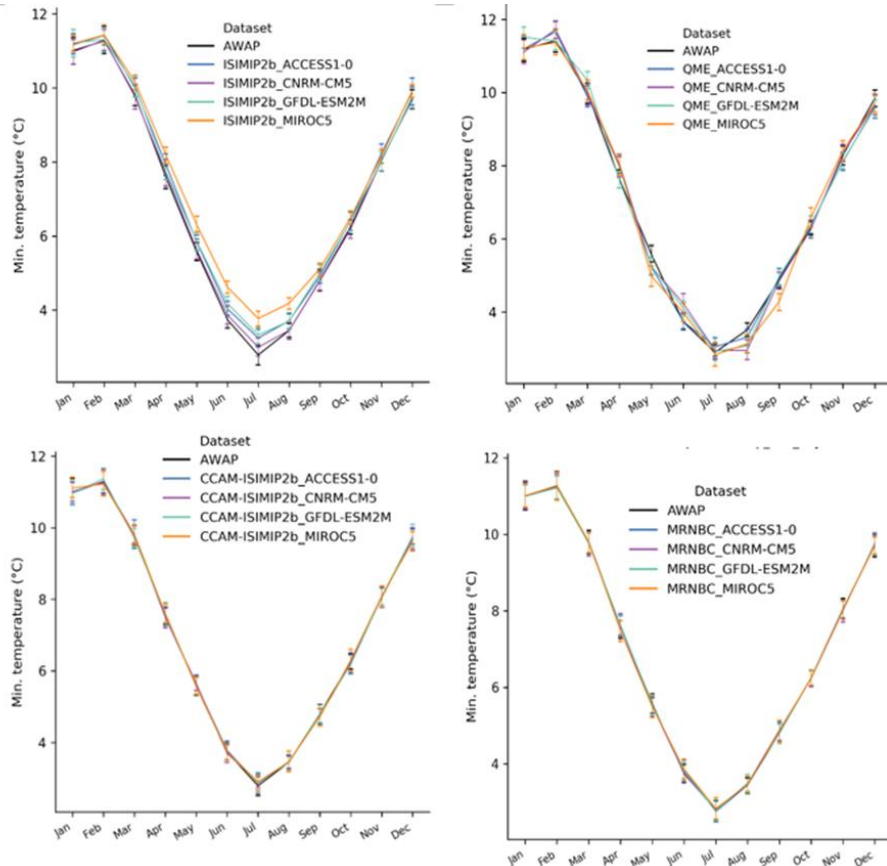 Min. temperature (°C)
12
10
8
6
4
Dataset
AWAP
ISIMIP2b_ACCESS1-0
ISIMIP2b_CNRM-CM5
ISIMIP2b_GFDL-ESM2M
ISIMIP2b_MIROC5
Jan Feb Mar Apr May Jun Jul Aug Sep Oct Nov Dec
Min. temperature (°C)
12
10
8
6
4
Dataset
AWAP
QME_ACCESS1-0
QME_CNRM-CM5
QME_GFDL-ESM2M
QME_MIROC5
Jan Feb Mar Apr May Jun Jul Aug Sep Oct Nov Dec
Min. temperature (°C)
12
10
8
6
4
Dataset
AWAP
CCAM-ISIMIP2b_ACCESS1-0
CCAM-ISIMIP2b_CNRM-CM5
CCAM-ISIMIP2b_GFDL-ESM2M
CCAM-ISIMIP2b_MIROC5
Jan Feb Mar Apr May Jun Jul Aug Sep Oct Nov Dec
Min. temperature (°C)
12
10
8
6
4
Dataset
AWAP
MRNBC_ACCESS1-0
MRNBC_CNRM-CM5
MRNBC_GFDL-ESM2M
MRNBC_MIROC5
Jan Feb Mar Apr May Jun Jul Aug Sep Oct Nov Dec